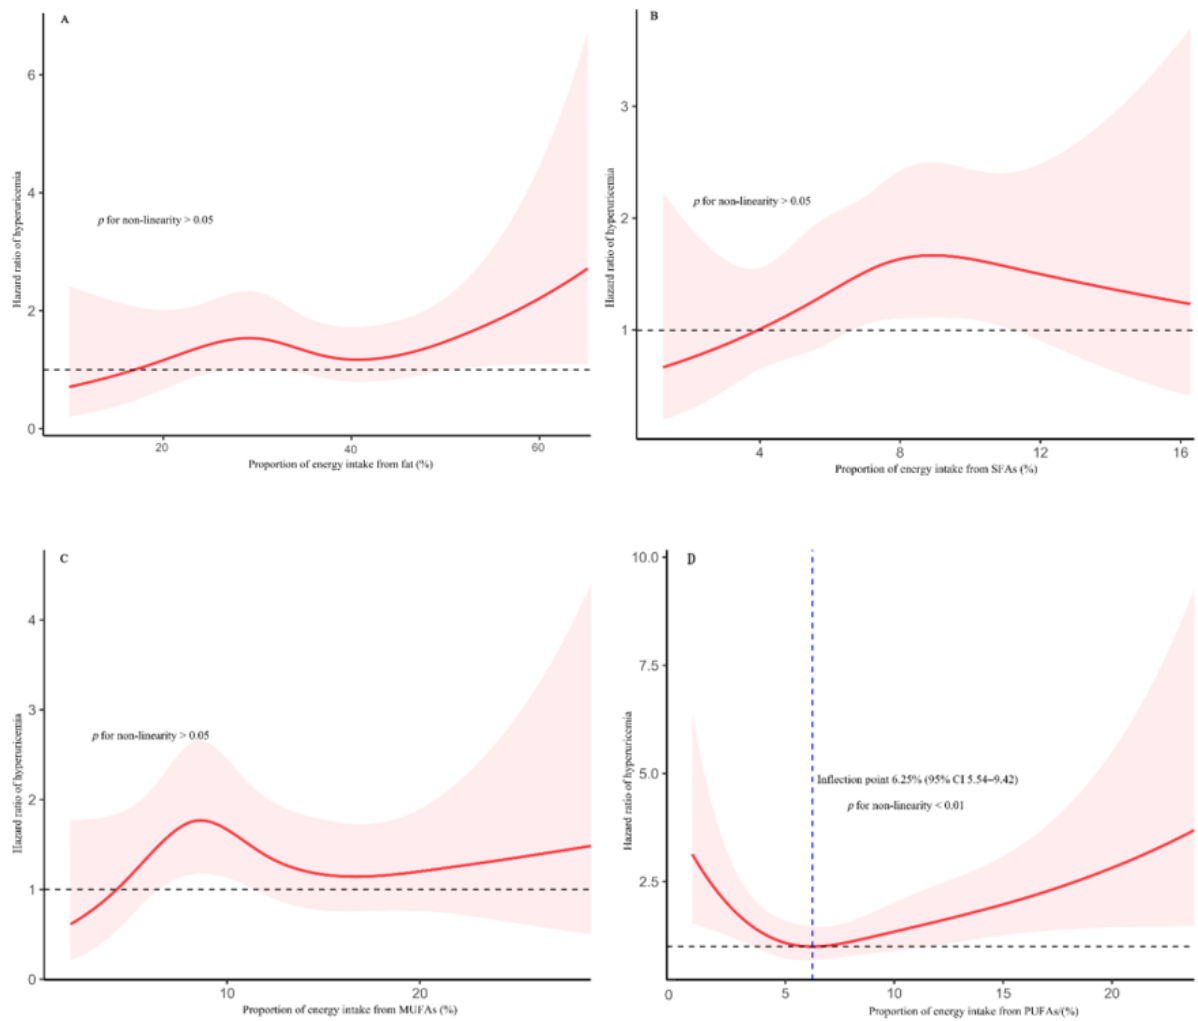 A
6
4
2
0
Hazard ratio of hyperuricemia
p for non-linearity > 0.05
20
40
60
Proportion of energy intake from fat (%)
B
3
2
1
Hazard ratio of hyperuricemia
p for non-linearity > 0.05
4
8
12
16
Proportion of energy intake from SFAs (%)
C
4
3
2
1
0
Hazard ratio of hyperuricemia
p for non-linearity > 0.05
10
20
Proportion of energy intake from MUFAs (%)
D
10.0
7.5
5.0
2.5
Hazard ratio of hyperuricemia
Inflection point 6.25% (95% CI 5.54–9.42)
p for non-linearity < 0.01
0
5
10
15
20
Proportion of energy intake from PUFAs/(%)